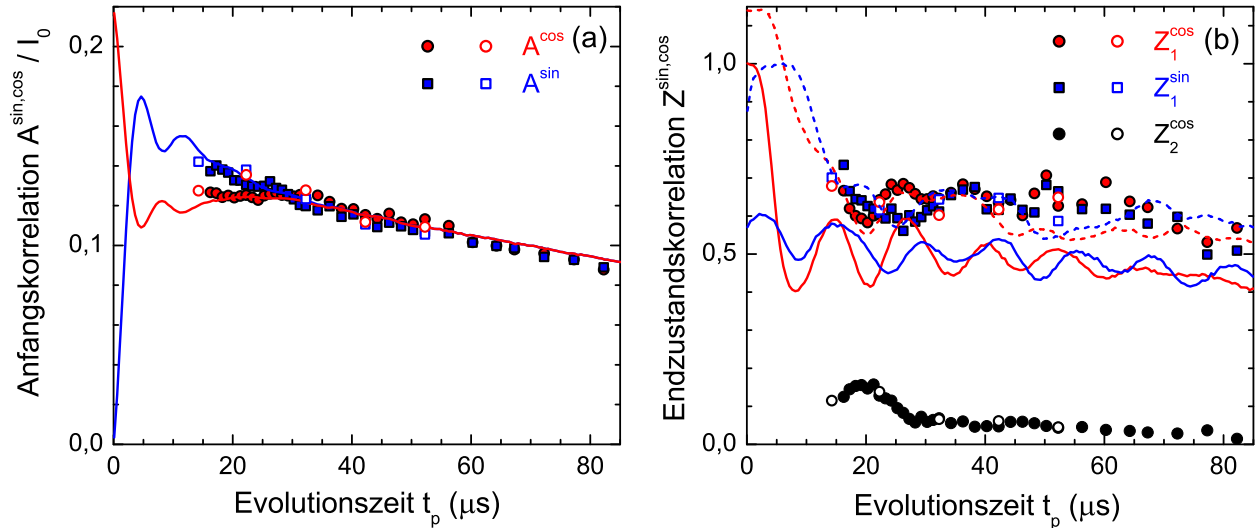 (a)
A^cos
A^sin
0,2
0,1
0,0
0 20 40 60 80
Anfangskorrelation A^sin,cos / I_0
Evolutionszeit t_p (μs)
(b)
Z_1^cos
Z_1^sin
Z_2^cos
1,0
0,5
0,0
0 20 40 60 80
Endzustandskorrelation Z^sin,cos
Evolutionszeit t_p (μs)